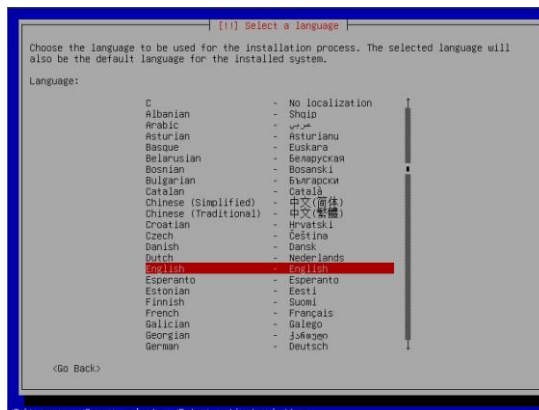 [!!] Select a language
Choose the language to be used for the installation process. The selected language will
also be the default language for the installed system.
Language:
C - No localization
Albanian - Shqip
Arabic - عربي
Asturian - Asturianu
Basque - Euskara
Belarusian - Беларуская
Bosnian - Bosanski
Bulgarian - Български
Catalan - Català
Chinese (Simplified) - 中文(简体)
Chinese (Traditional) - 中文(繁體)
Croatian - Hrvatski
Czech - Čeština
Danish - Dansk
Dutch - Nederlands
English - English
Esperanto - Esperanto
Estonian - Eesti
Finnish - Suomi
French - Français
Galician - Galego
Georgian - ქართული
German - Deutsch
<Go Back>